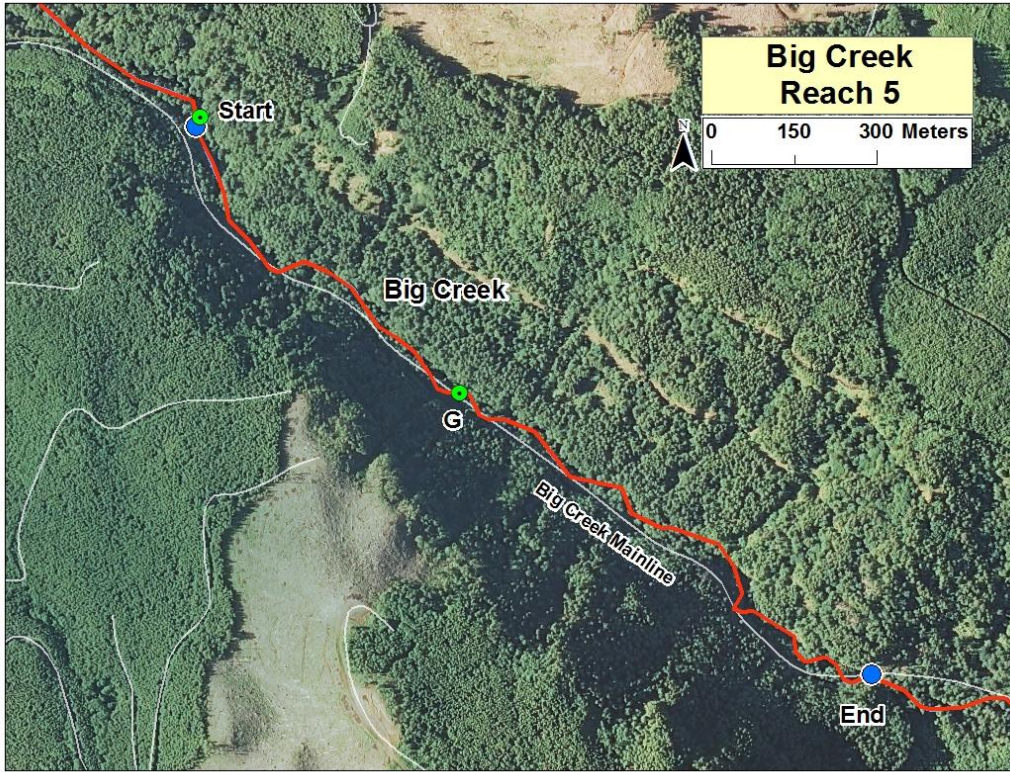 Big Creek
Reach 5
N
0 150 300 Meters
Start
Big Creek
G
Big Creek Mainline
End